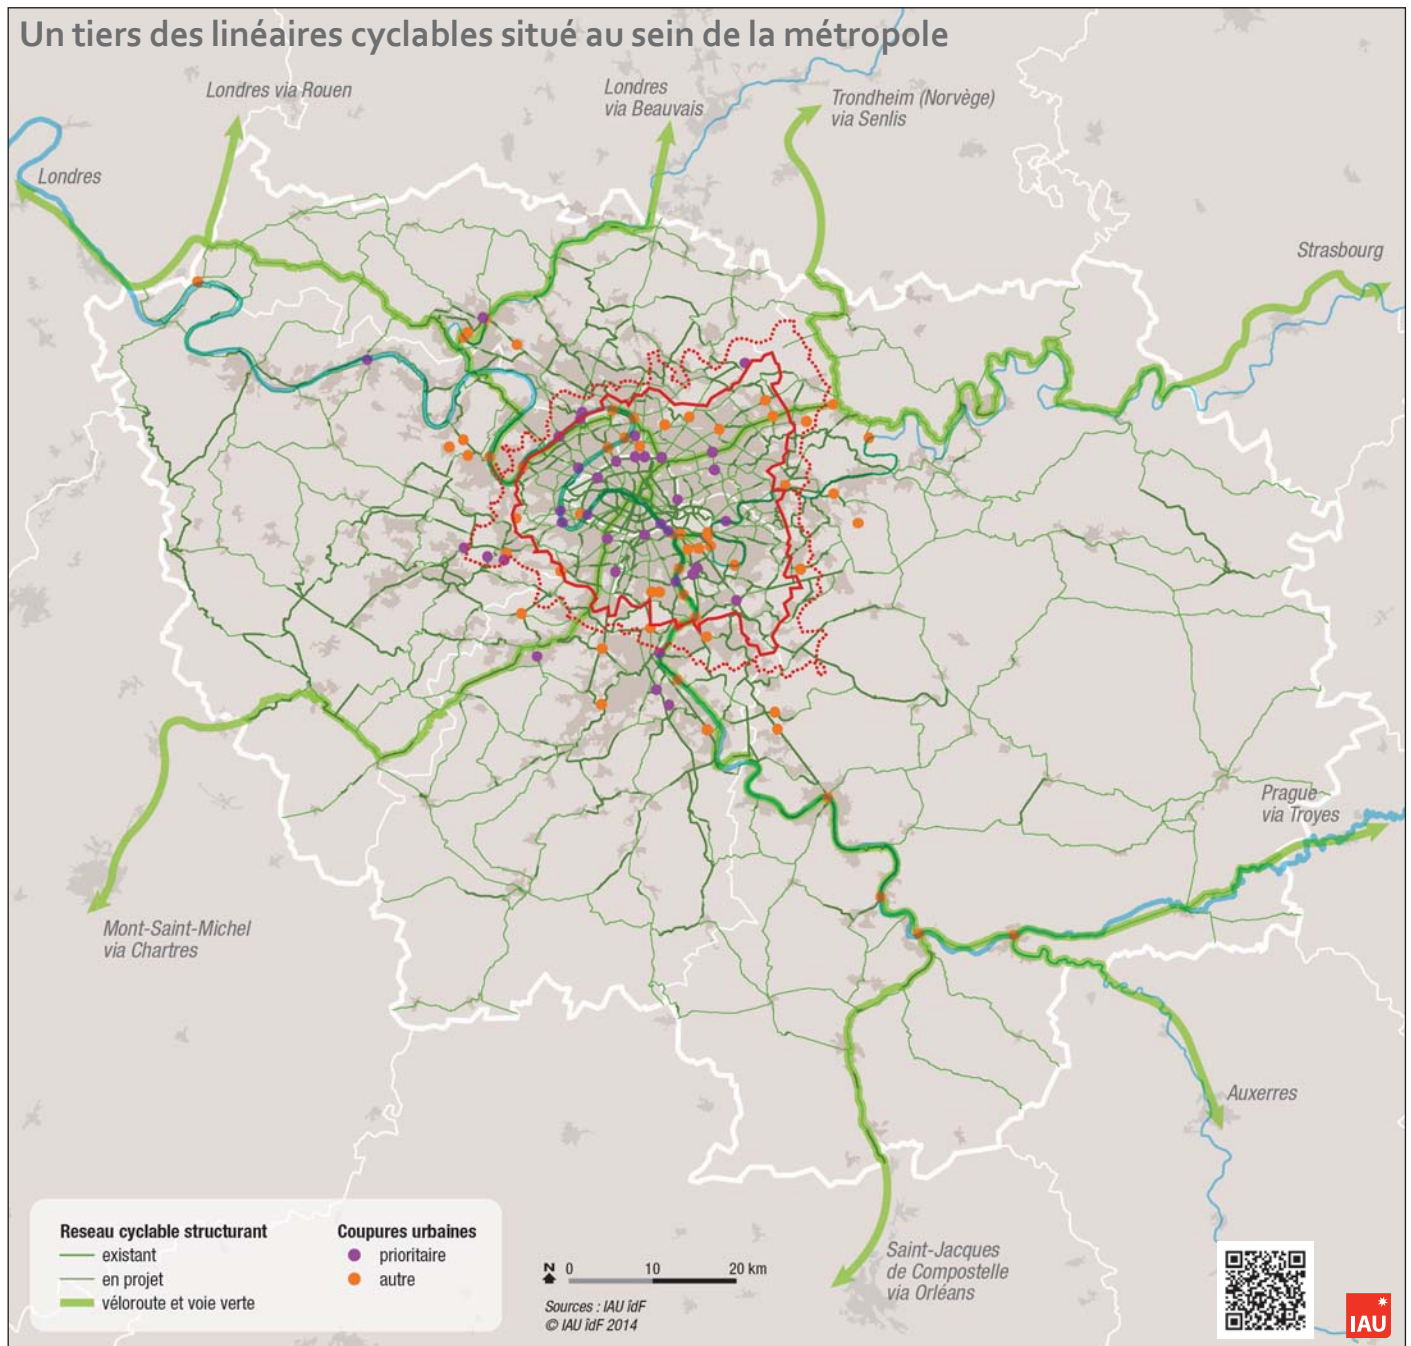 Un tiers des linéaires cyclables situé au sein de la métropole
Londres via Rouen
Londres
via Beauvais
Trondheim (Norvège)
via Senlis
Londres
Strasbourg
Prague
via Troyes
Mont-Saint-Michel
via Chartres
Auxerres
Saint-Jacques
de Compostelle
via Orléans
Reseau cyclable structurant
existant
en projet
véloroute et voie verte
Coupures urbaines
prioritaire
autre
N 0 10 20 km
Sources : IAU îdF
© IAU îdF 2014
IAU